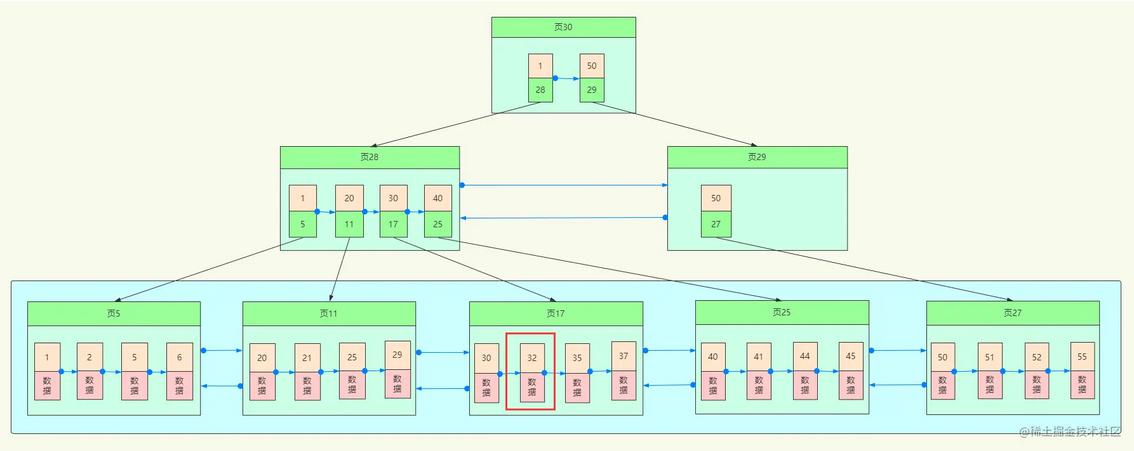 页30
1 50
28 29
页28 页29
1 20 30 40 50
5 11 17 25 27
页5 页11 页17 页25 页27
1 2 5 6 20 21 25 29 30 32 35 37 40 41 44 45 50 51 52 55
数据 数据 数据 数据 数据 数据 数据 数据 数据 数据 数据 数据 数据 数据 数据 数据 数据 数据 数据 数据
@稀土掘金技术社区